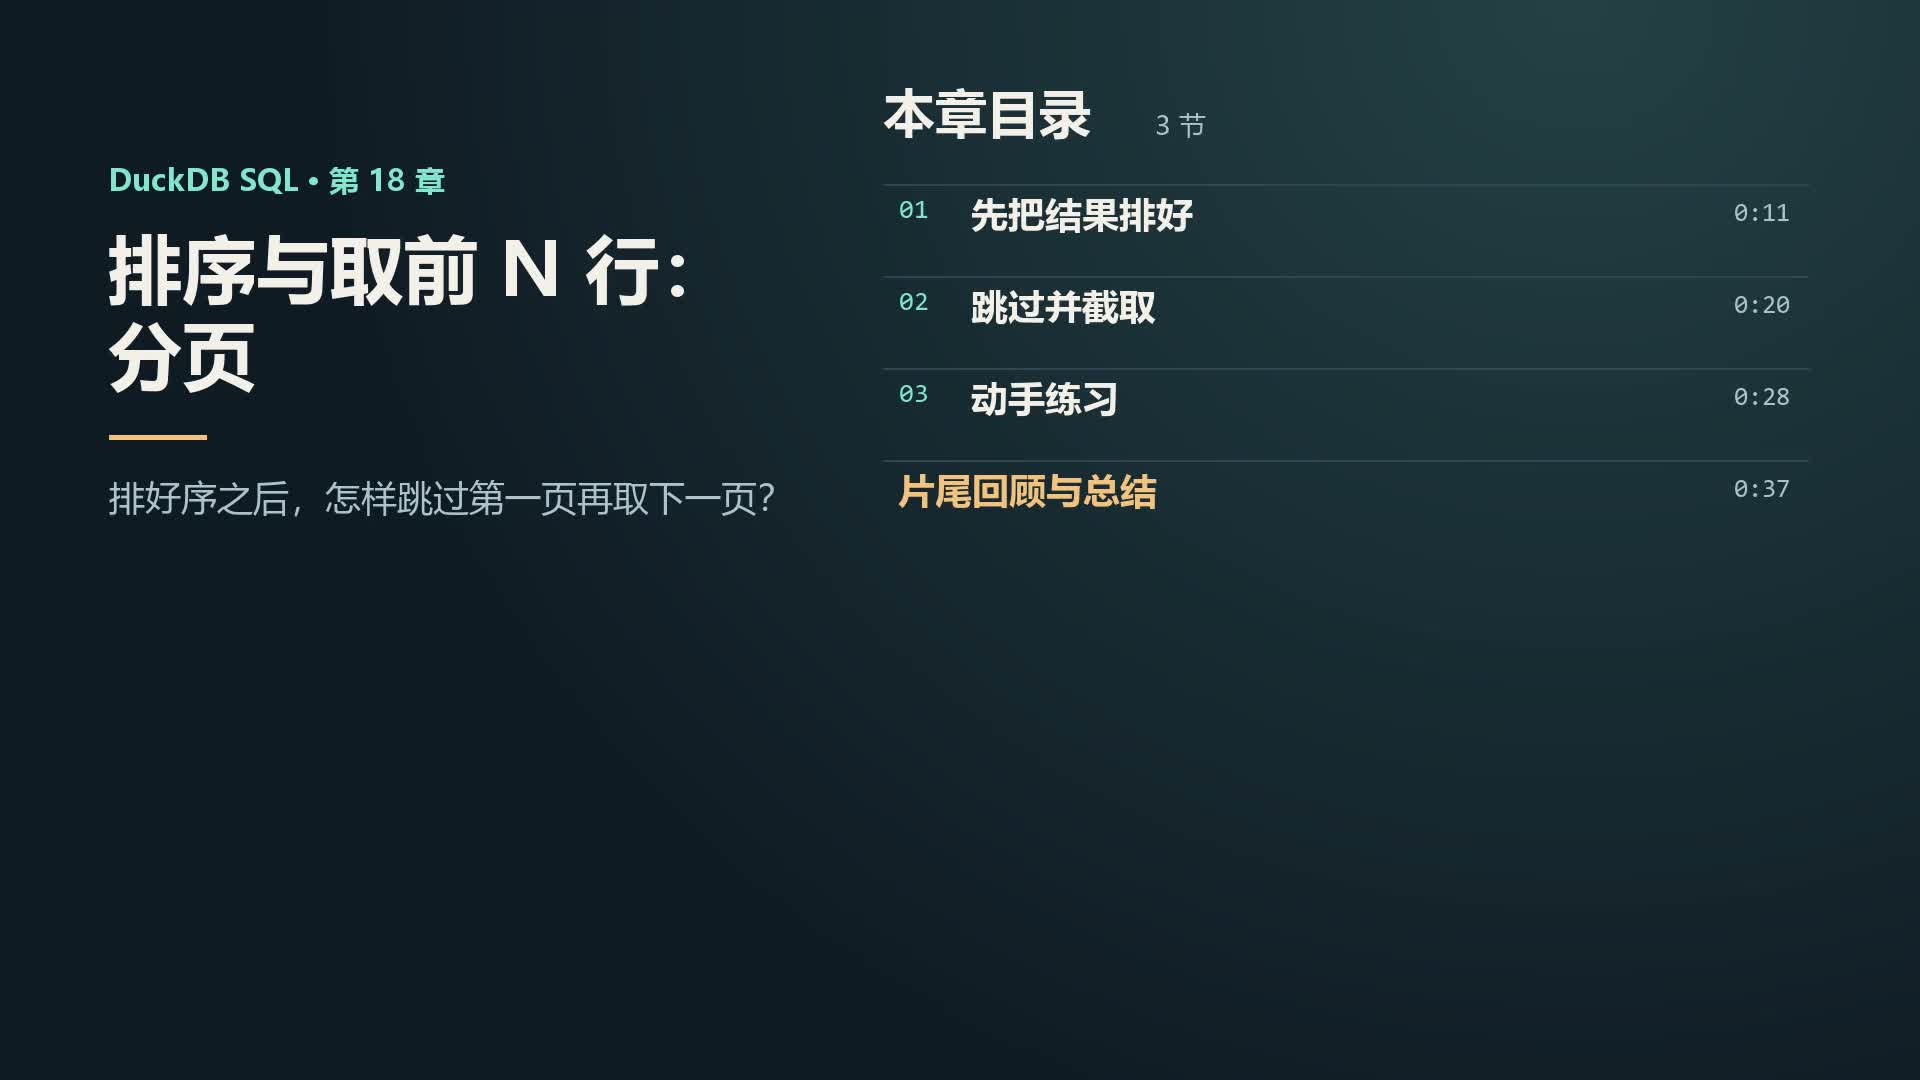 DuckDB SQL • 第 18 章
排序与取前 N 行：
分页
排好序之后，怎样跳过第一页再取下一页？
本章目录 3 节
01 先把结果排好 0:11
02 跳过并截取 0:20
03 动手练习 0:28
片尾回顾与总结 0:37